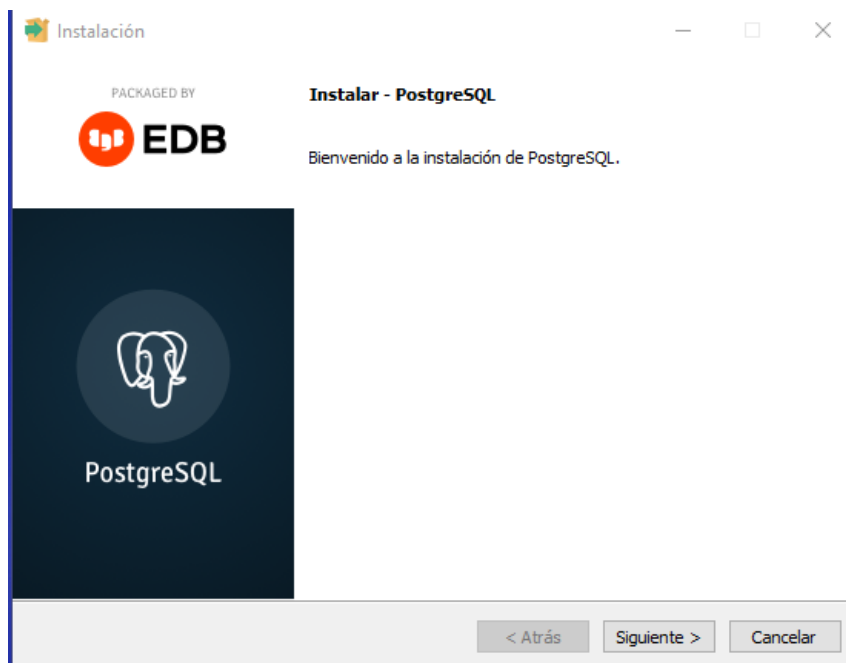 Instalación
PACKAGED BY
EDB
Instalar - PostgreSQL
Bienvenido a la instalación de PostgreSQL.
PostgreSQL
< Atrás
Siguiente >
Cancelar